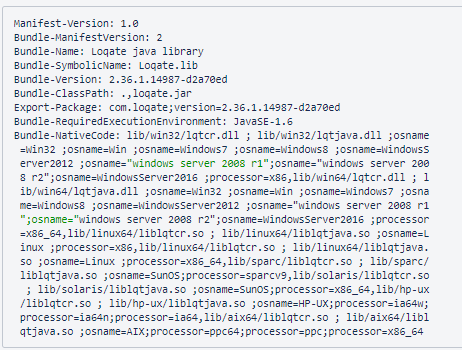 Manifest-Version: 1.0
Bundle-ManifestVersion: 2
Bundle-Name: Loqate java library
Bundle-SymbolicName: Loqate.lib
Bundle-Version: 2.36.1.14987-d2a70ed
Bundle-ClassPath: .,loqate.jar
Export-Package: com.loqate;version=2.36.1.14987-d2a70ed
Bundle-RequiredExecutionEnvironment: JavaSE-1.6
Bundle-NativeCode: lib/win32/lqtcr.dll ; lib/win32/lqtjava.dll ;osname
=Win32 ;osname=Win ;osname=Windows7 ;osname=Windows8 ;osname=WindowsS
erver2012 ;osname="windows server 2008 r1";osname="windows server 200
8 r2";osname=WindowsServer2016 ;processor=x86,lib/win64/lqtcr.dll ; l
ib/win64/lqtjava.dll ;osname=Win32 ;osname=Win ;osname=Windows7 ;osna
me=Windows8 ;osname=WindowsServer2012 ;osname="windows server 2008 r1
";osname="windows server 2008 r2";osname=WindowsServer2016 ;processor
=x86_64,lib/linux64/liblqtcr.so ; lib/linux64/liblqtjava.so ;osname=L
inux ;processor=x86,lib/linux64/liblqtcr.so ; lib/linux64/liblqtjava.
so ;osname=Linux ;processor=x86_64,lib/sparc/liblqtcr.so ; lib/sparc/
liblqtjava.so ;osname=SunOS;processor=sparcv9,lib/solaris/liblqtcr.so
; lib/solaris/liblqtjava.so ;osname=SunOS;processor=x86_64,lib/hp-ux
/liblqtcr.so ; lib/hp-ux/liblqtjava.so ;osname=HP-UX;processor=ia64w;
processor=ia64n;processor=ia64,lib/aix64/liblqtcr.so ; lib/aix64/libl
qtjava.so ;osname=AIX;processor=ppc64;processor=ppc;processor=x86_64